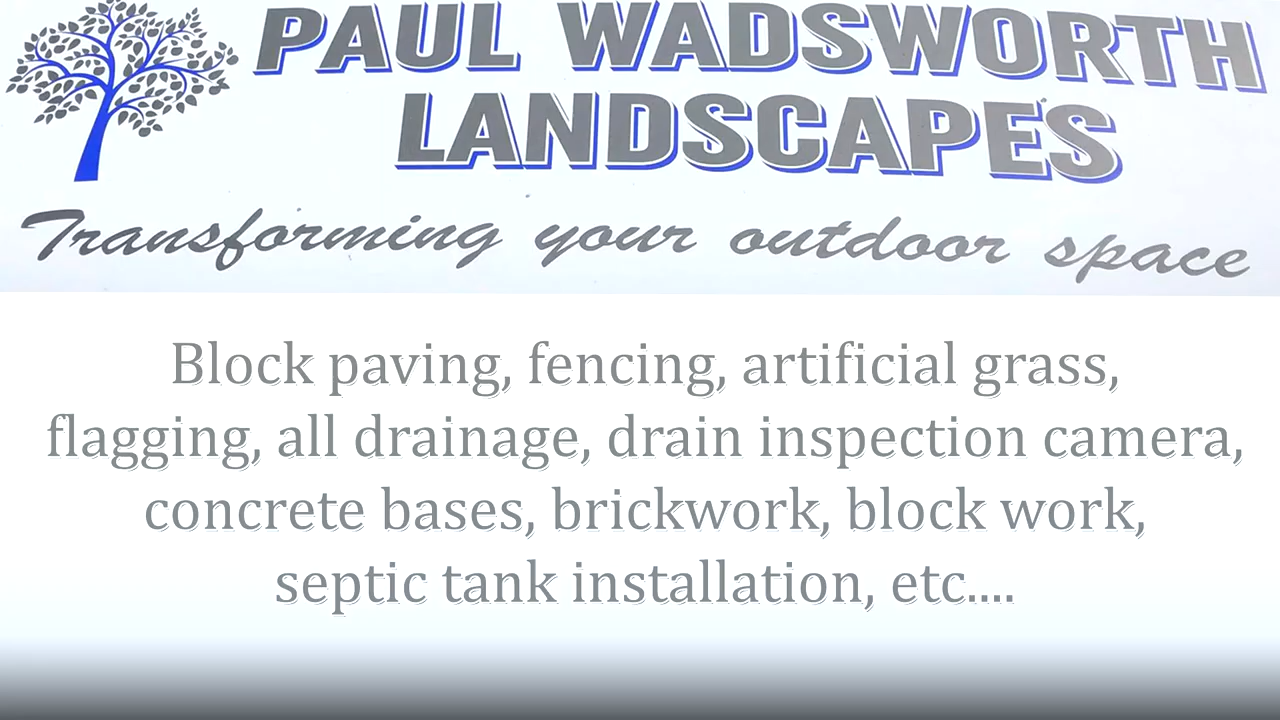 PAUL WADSWORTH
LANDSCAPES
Transforming your outdoor space
Block paving, fencing, artificial grass,
flagging, all drainage, drain inspection camera,
concrete bases, brickwork, block work,
septic tank installation, etc....